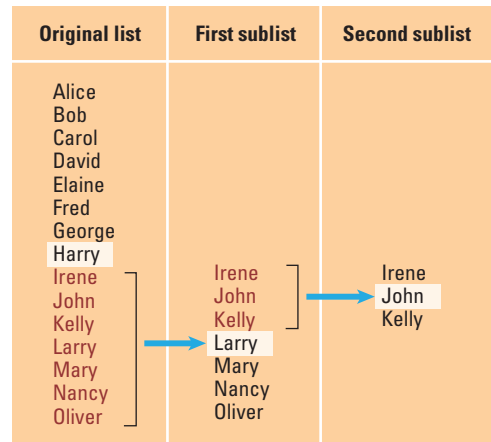 Original list
First sublist
Second sublist
Alice
Bob
Carol
David
Elaine
Fred
George
Harry
Irene
John
Kelly
Larry
Mary
Nancy
Oliver
Irene
John
Kelly
Larry
Mary
Nancy
Oliver
Irene
John
Kelly